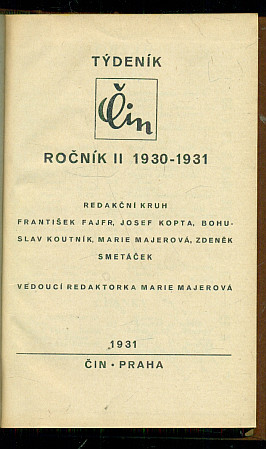 TÝDENÍK
Čin
ROČNÍK II 1930-1931
REDAKČNÍ KRUH
FRANTIŠEK FAJFR, JOSEF KOPTA, BOHU-
SLAV KOUTNÍK, MARIE MAJEROVÁ, ZDENĚK
SMETÁČEK
VEDOUCÍ REDAKTORKA MARIE MAJEROVÁ
1931
ČIN • PRAHA